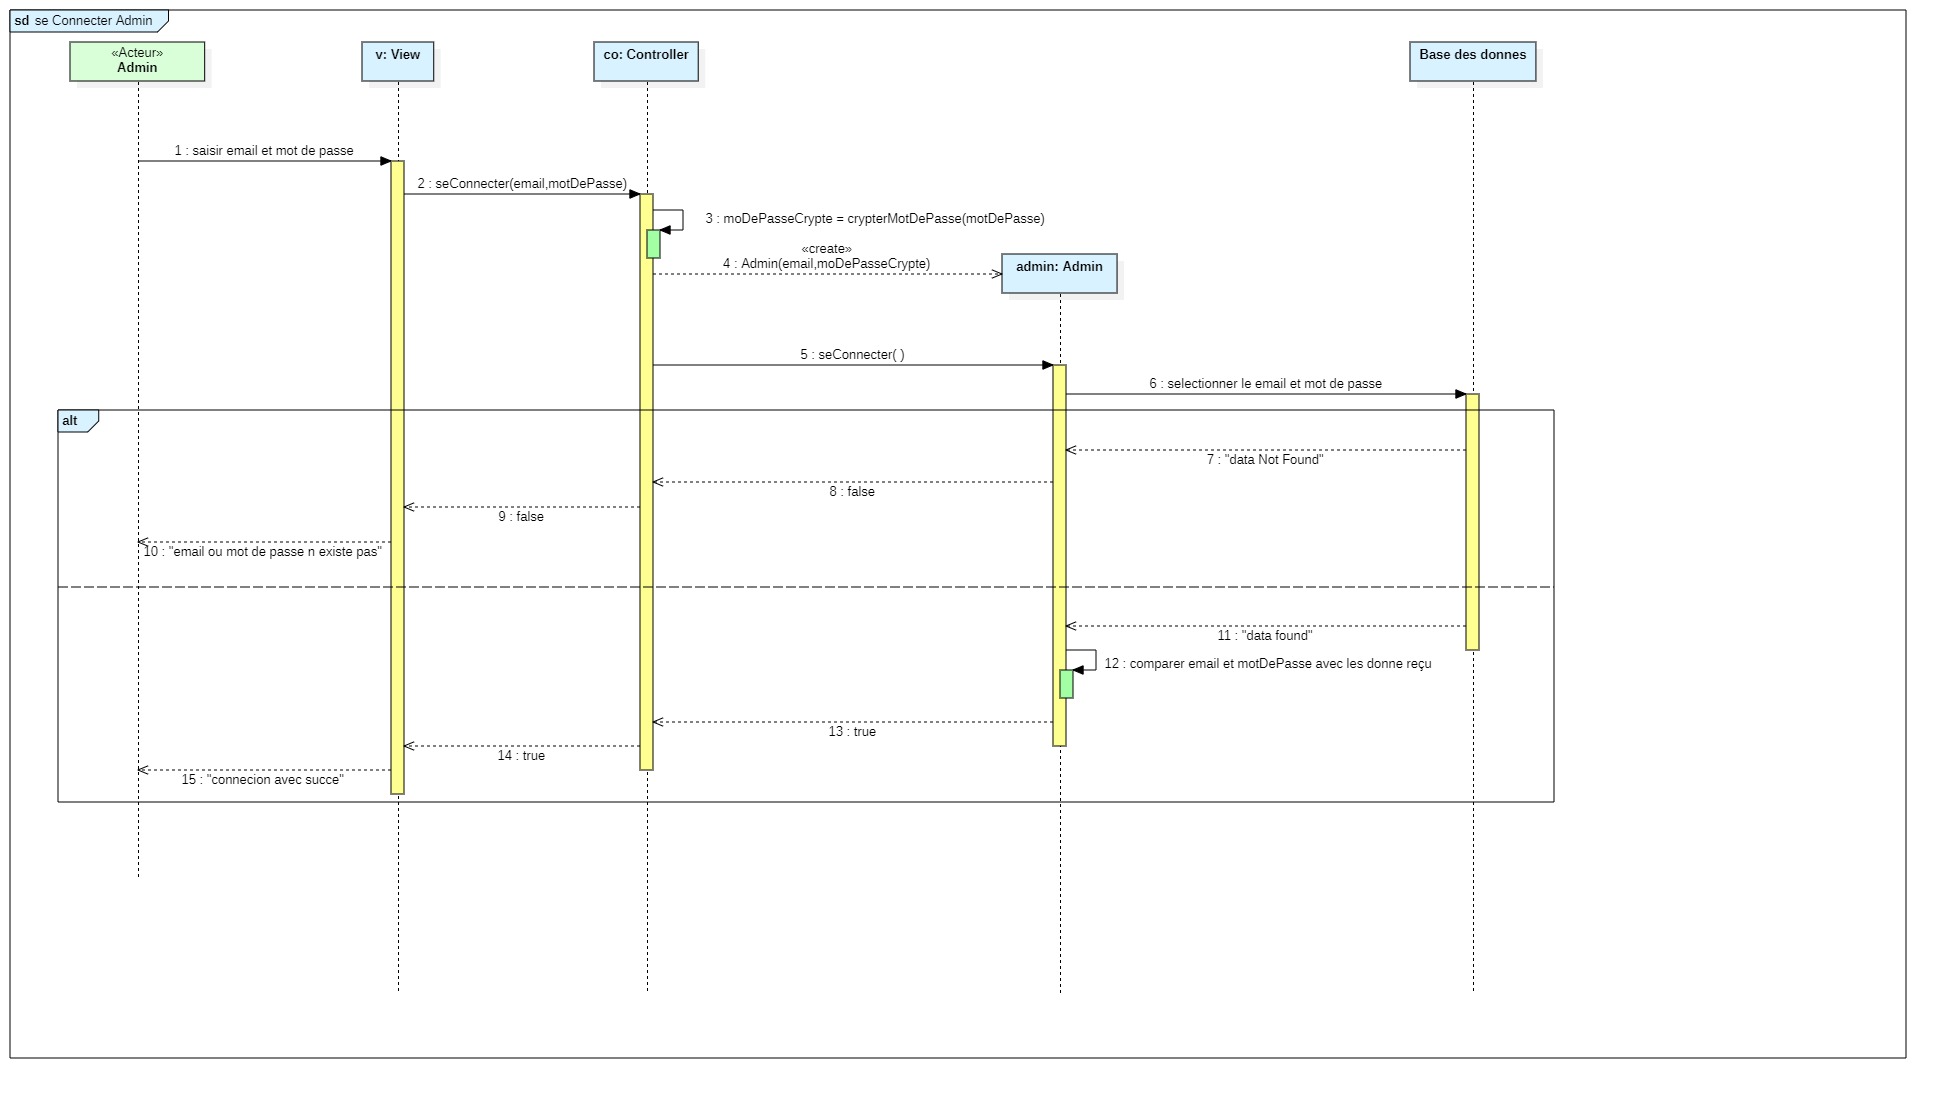 sd se Connecter Admin
«Acteur»
Admin
v: View
co: Controller
Base des donnes
1 : saisir email et mot de passe
2 : seConnecter(email,motDePasse)
3 : moDePasseCrypte = crypterMotDePasse(motDePasse)
«create»
4 : Admin(email,moDePasseCrypte)
admin: Admin
5 : seConnecter( )
6 : selectionner le email et mot de passe
alt
7 : "data Not Found"
8 : false
9 : false
10 : "email ou mot de passe n existe pas"
11 : "data found"
12 : comparer email et motDePasse avec les donne reçu
13 : true
14 : true
15 : "connecion avec succe"